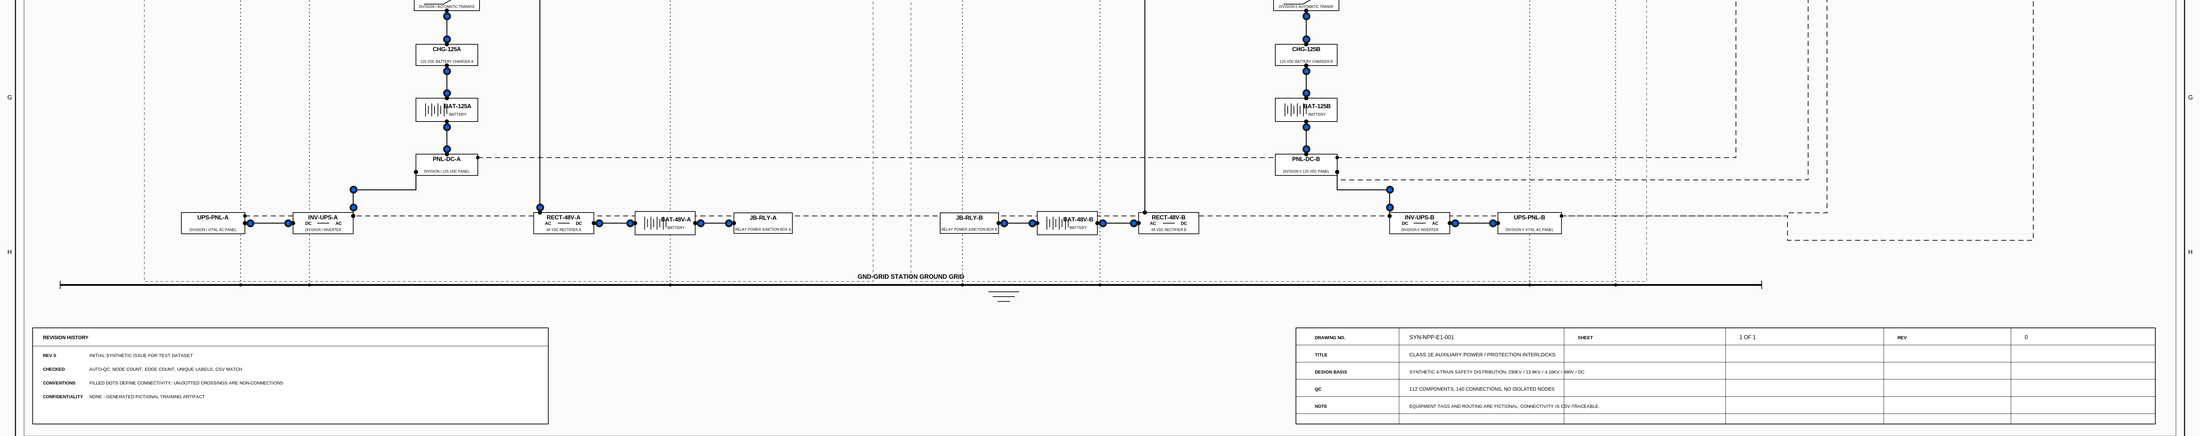 DIVISION I AUTOMATIC TRANSFE
DIVISION II AUTOMATIC TRANSF
CHG-125A
125 VDC BATTERY CHARGER A
CHG-125B
125 VDC BATTERY CHARGER B
G
G
BAT-125A
BATTERY
BAT-125B
BATTERY
PNL-DC-A
DIVISION I 125 VDC PANEL
PNL-DC-B
DIVISION II 125 VDC PANEL
UPS-PNL-A
DIVISION I VITAL AC PANEL
INV-UPS-A
DC AC
DIVISION I INVERTER
RECT-48V-A
AC DC
48 VDC RECTIFIER A
BAT-48V-A
BATTERY
JB-RLY-A
RELAY POWER JUNCTION BOX A
JB-RLY-B
RELAY POWER JUNCTION BOX B
BAT-48V-B
BATTERY
RECT-48V-B
AC DC
48 VDC RECTIFIER B
INV-UPS-B
DC AC
DIVISION II INVERTER
UPS-PNL-B
DIVISION II VITAL AC PANEL
H
H
GND-GRID STATION GROUND GRID
REVISION HISTORY
REV 0 INITIAL SYNTHETIC ISSUE FOR TEST DATASET
CHECKED AUTO-QC: NODE COUNT, EDGE COUNT, UNIQUE LABELS, CSV MATCH
CONVENTIONS FILLED DOTS DEFINE CONNECTIVITY; UN-DOTTED CROSSINGS ARE NON-CONNECTIONS
CONFIDENTIALITY NONE - GENERATED FICTIONAL TRAINING ARTIFACT
DRAWING NO. SYN-NPP-E1-001 SHEET 1 OF 1 REV 0
TITLE CLASS 1E AUXILIARY POWER / PROTECTION INTERLOCKS
DESIGN BASIS SYNTHETIC 4-TRAIN SAFETY DISTRIBUTION; 230KV / 13.8KV / 4.16KV / 480V / DC
QC 112 COMPONENTS, 140 CONNECTIONS, NO ISOLATED NODES
NOTE EQUIPMENT TAGS AND ROUTING ARE FICTIONAL; CONNECTIVITY IS CSV-TRACEABLE.